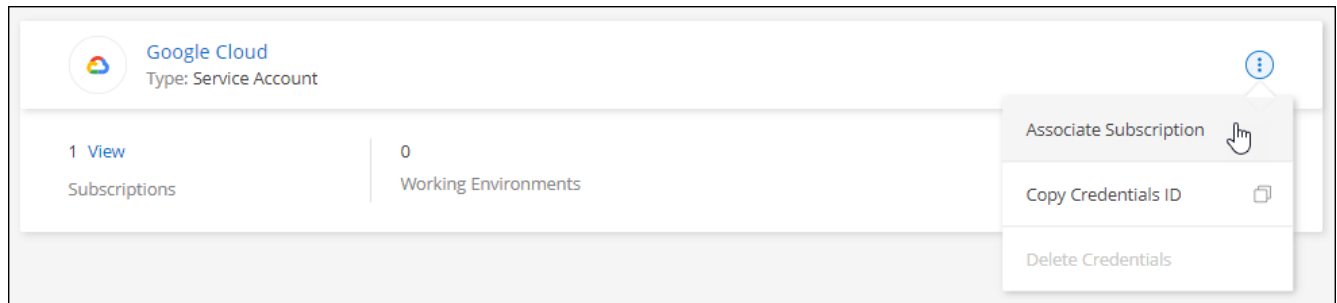 Google Cloud
Type: Service Account
1 View
Subscriptions
0
Working Environments
Associate Subscription
Copy Credentials ID
Delete Credentials